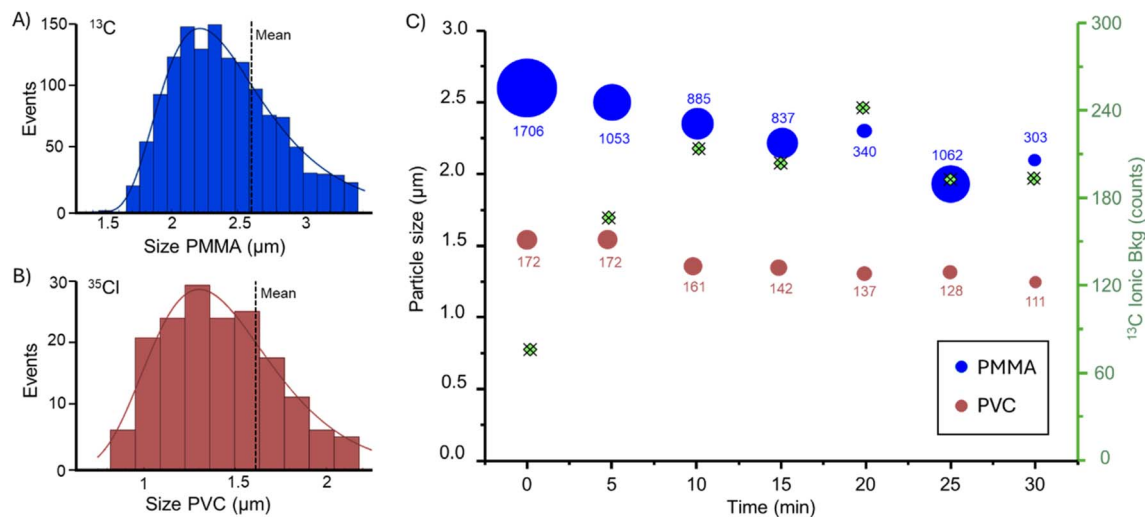 A)
¹³C
Mean
150
100
50
0
Events
1.5 2 2.5 3
Size PMMA (µm)
B)
³⁵Cl
Mean
30
20
10
0
Events
1 1.5 2
Size PVC (µm)
C)
3.0
2.5
2.0
1.5
1.0
0.5
0.0
Particle size (µm)
1706
1053
885
837
340
1062
303
172
172
161
142
137
128
111
PMMA
PVC
0 5 10 15 20 25 30
Time (min)
300
240
180
120
60
0
¹³C Ionic Bkg (counts)